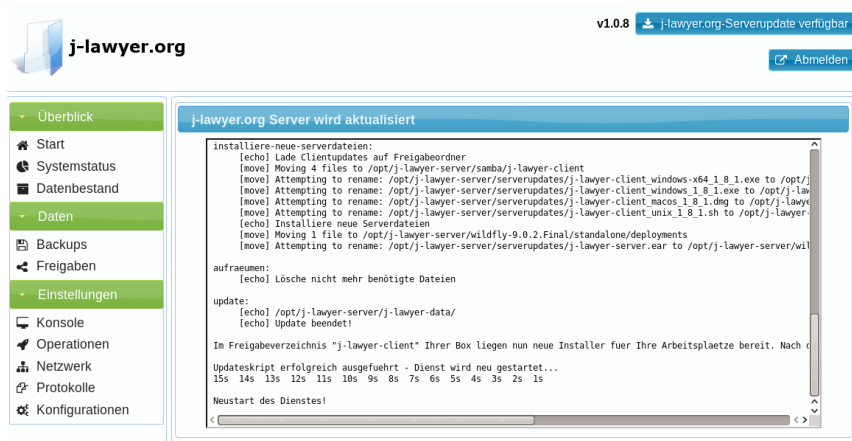 j-lawyer.org
v1.0.8
j-lawyer.org-Serverupdate verfügbar
Abmelden
Überblick
Start
Systemstatus
Datenbestand
Daten
Backups
Freigaben
Einstellungen
Konsole
Operationen
Netzwerk
Protokolle
Konfigurationen
j-lawyer.org Server wird aktualisiert
installiere-neue-serverdateien:
[echo] Lade Clientupdates auf Freigabeordner
[move] Moving 4 files to /opt/j-lawyer-server/samba/j-lawyer-client
[move] Attempting to rename: /opt/j-lawyer-server/serverupdates/j-lawyer-client_windows-x64_1_8_1.exe to /opt/j
[move] Attempting to rename: /opt/j-lawyer-server/serverupdates/j-lawyer-client_windows_1_8_1.exe to /opt/j-law
[move] Attempting to rename: /opt/j-lawyer-server/serverupdates/j-lawyer-client_macos_1_8_1.dmg to /opt/j-lawye
[move] Attempting to rename: /opt/j-lawyer-server/serverupdates/j-lawyer-client_unix_1_8_1.sh to /opt/j-lawyer-
[echo] Installiere neue Serverdateien
[move] Moving 1 file to /opt/j-lawyer-server/wildfly-9.0.2.Final/standalone/deployments
[move] Attempting to rename: /opt/j-lawyer-server/serverupdates/j-lawyer-server.ear to /opt/j-lawyer-server/wil
aufraeumen:
[echo] Lösche nicht mehr benötigte Dateien
update:
[echo] /opt/j-lawyer-server/j-lawyer-data/
[echo] Update beendet!
Im Freigabeverzeichnis "j-lawyer-client" Ihrer Box liegen nun neue Installer fuer Ihre Arbeitsplaetze bereit. Nach
Updateskript erfolgreich ausgefuehrt - Dienst wird neu gestartet...
15s 14s 13s 12s 11s 10s 9s 8s 7s 6s 5s 4s 3s 2s 1s
Neustart des Dienstes!